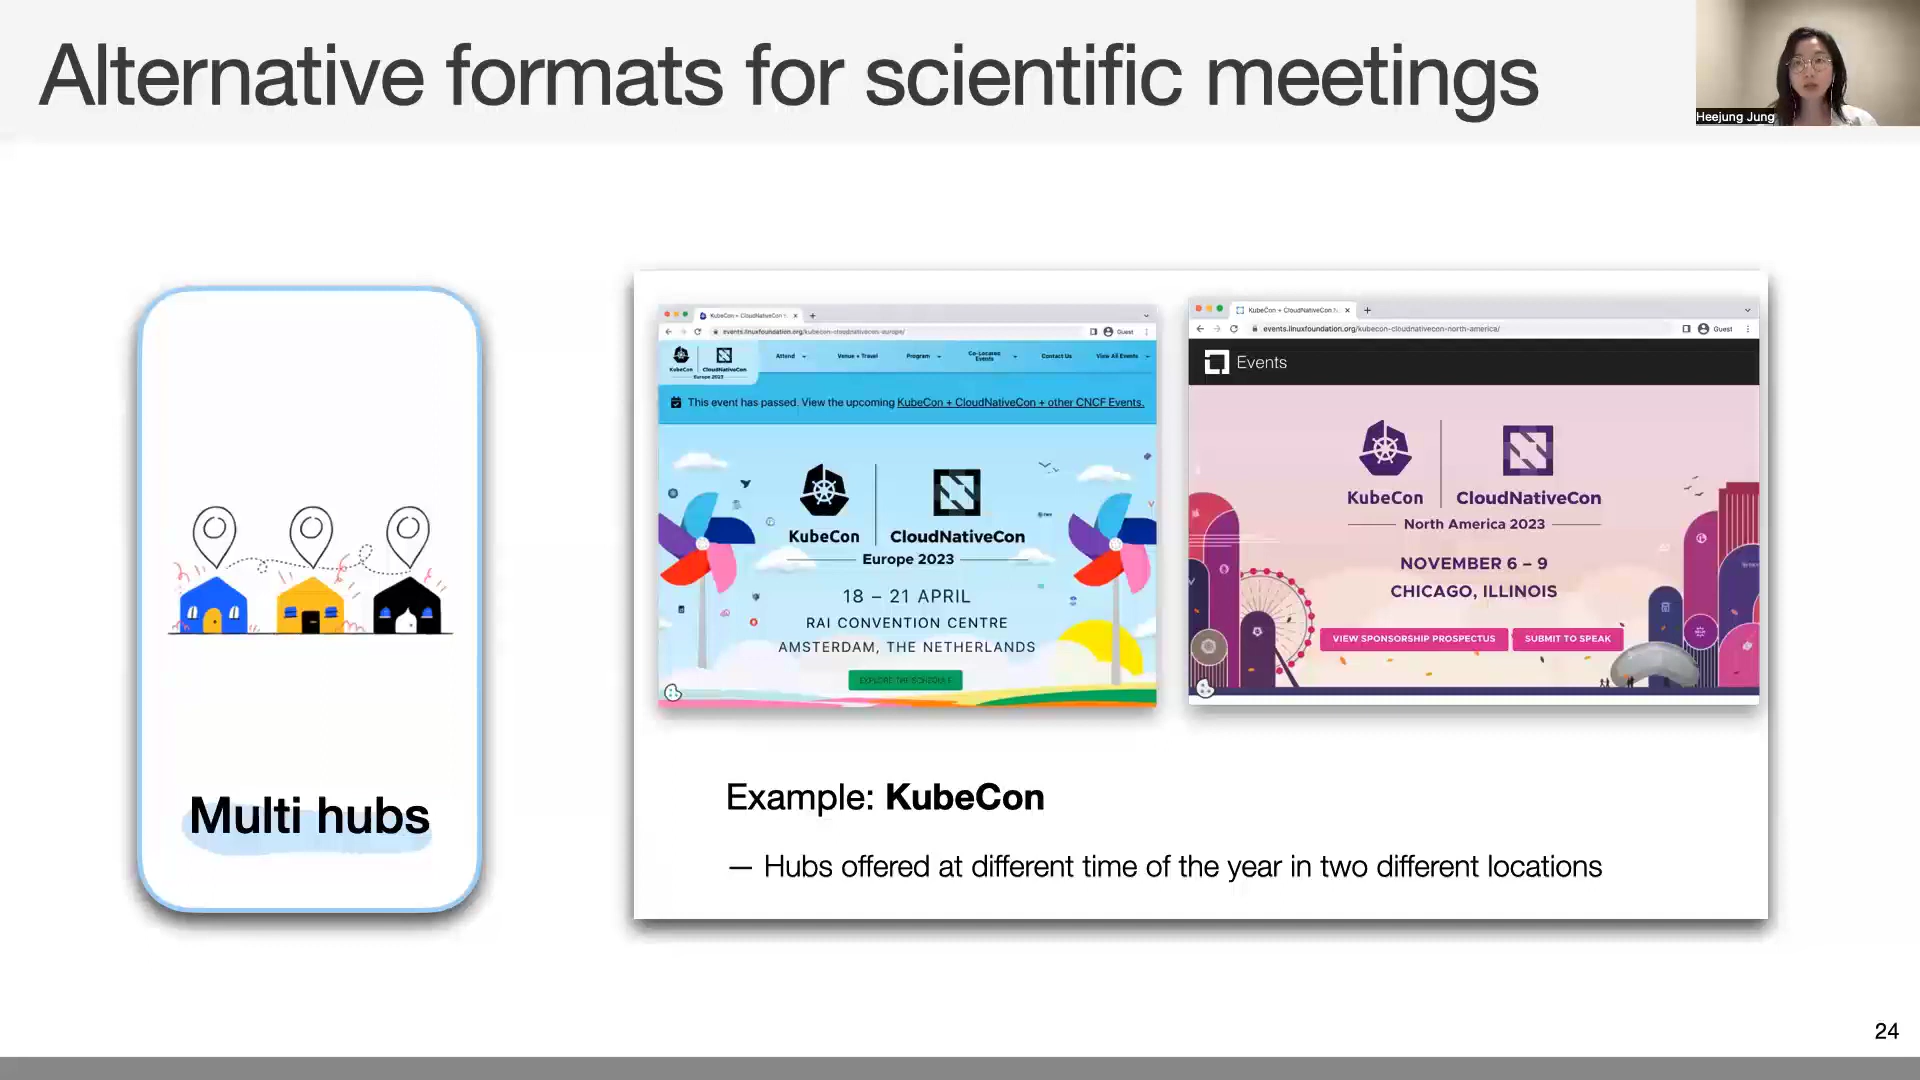 Alternative formats for scientific meetings
Heejung Jung
Multi hubs
KubeCon + CloudNativeCon
events.linuxfoundation.org/kubecon-cloudnativecon-europe/
Guest
KubeCon
CloudNativeCon
Europe 2023
Attend
Venue + Travel
Program
Co-Located
Events
Contact Us
View All Events
This event has passed. View the upcoming KubeCon + CloudNativeCon + other CNCF Events.
KubeCon
CloudNativeCon
Europe 2023
18 – 21 APRIL
RAI CONVENTION CENTRE
AMSTERDAM, THE NETHERLANDS
EXPLORE THE SCHEDULE
KubeCon + CloudNativeCon N
events.linuxfoundation.org/kubecon-cloudnativecon-north-america/
Guest
Events
KubeCon
CloudNativeCon
North America 2023
NOVEMBER 6 – 9
CHICAGO, ILLINOIS
VIEW SPONSORSHIP PROSPECTUS
SUBMIT TO SPEAK
Example: KubeCon
— Hubs offered at different time of the year in two different locations
24